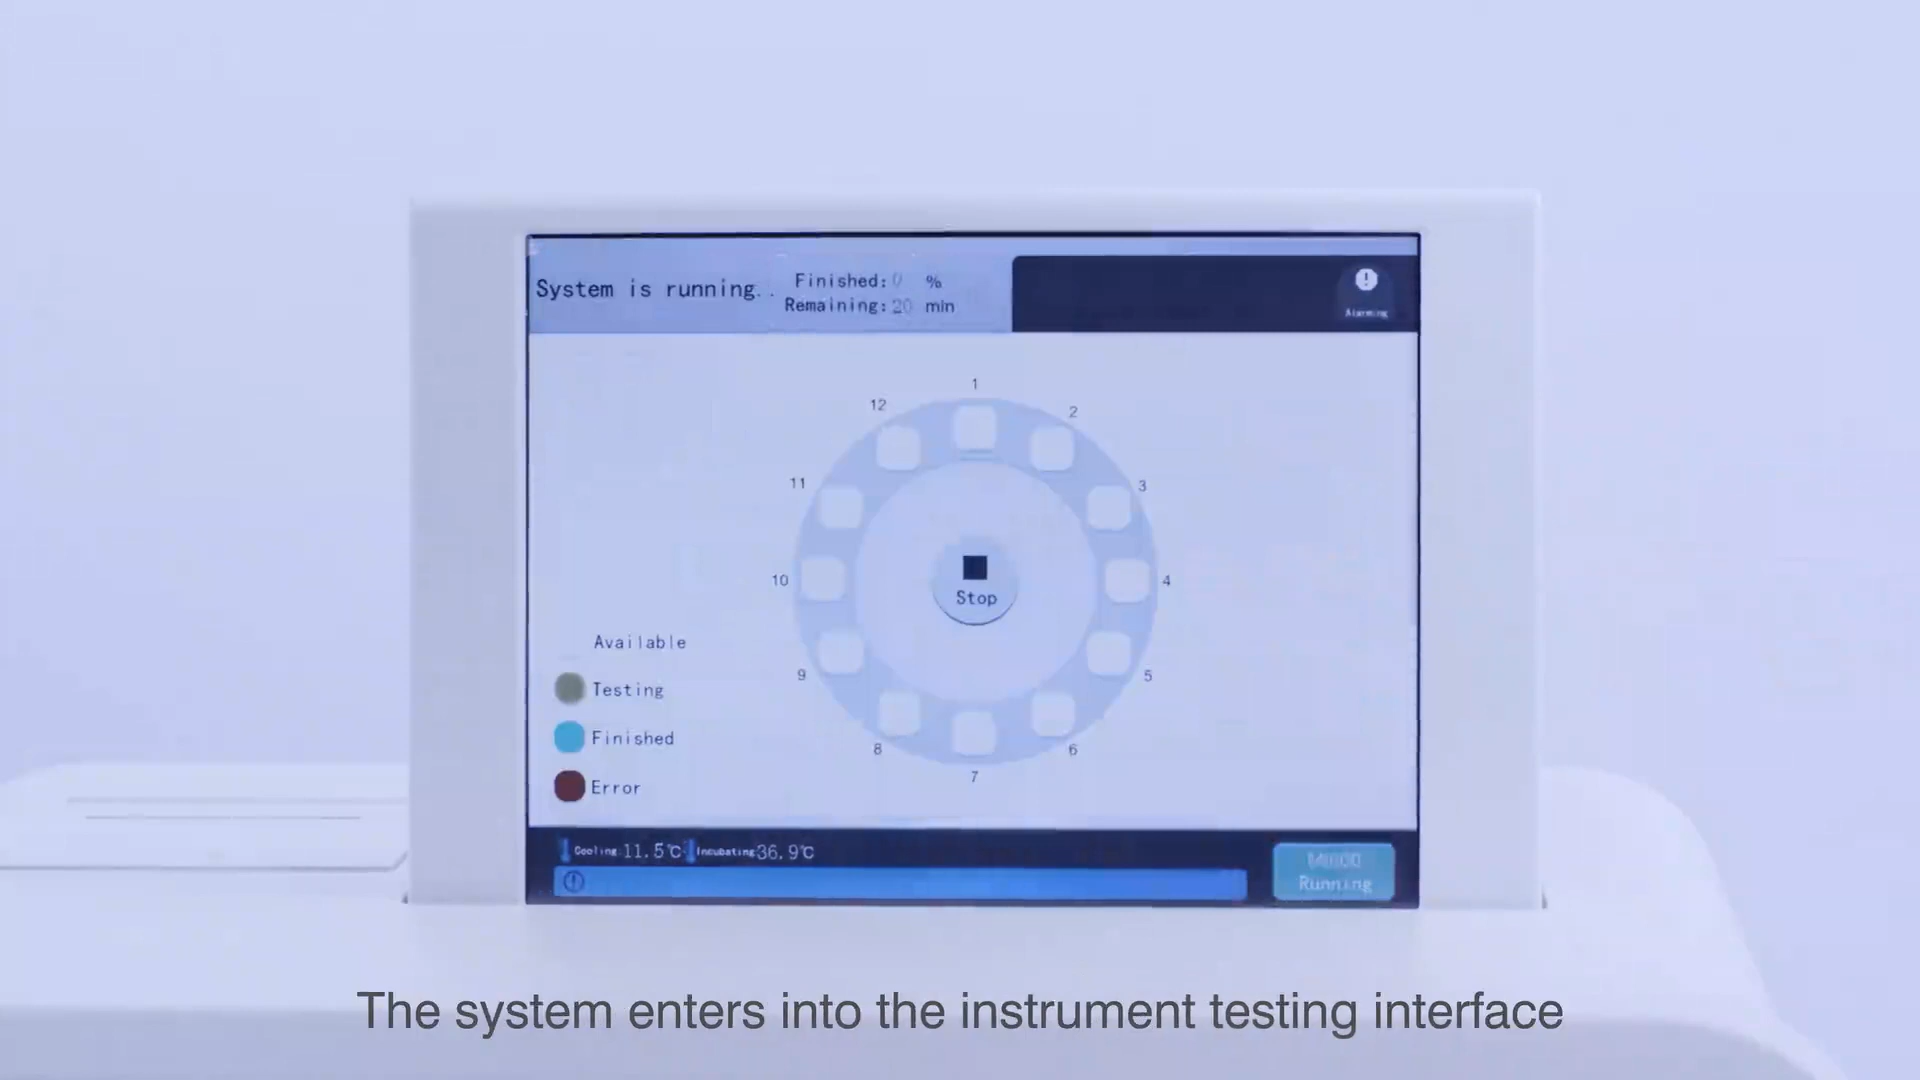 System is running..
Finished: 0 %
Remaining: 20 min
Alarming
1
2
3
4
5
6
7
8
9
10
11
12
Stop
Available
Testing
Finished
Error
Cooling:11.5℃ Incubating:36.9℃
Running
The system enters into the instrument testing interface